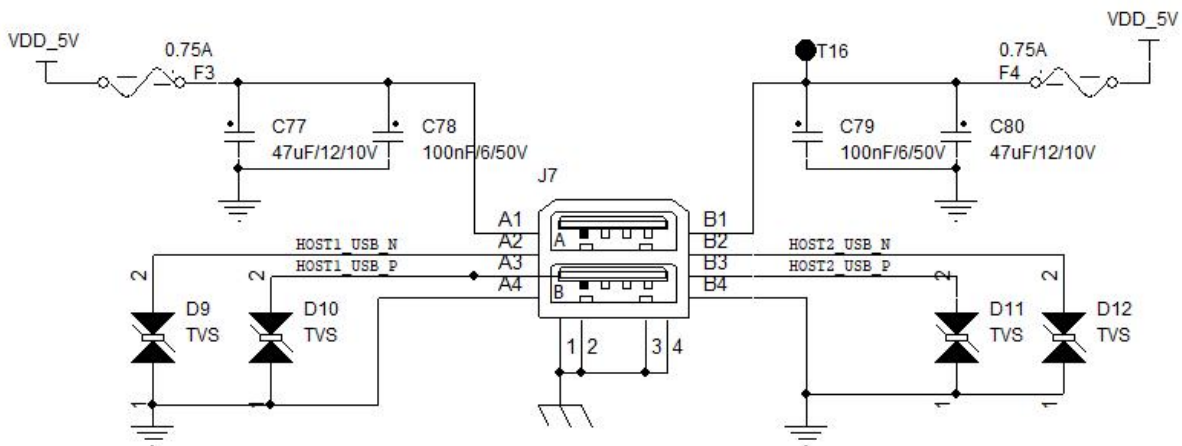 VDD_5V
VDD_5V
0.75A
F3
T16
0.75A
F4
C77
47uF/12/10V
C78
100nF/6/50V
C79
100nF/6/50V
C80
47uF/12/10V
J7
A1
A2
A3
A4
B1
B2
B3
B4
A
B
HOST1_USB_N
HOST1_USB_P
HOST2_USB_N
HOST2_USB_P
2
2
2
2
D9
TVS
D10
TVS
D11
TVS
D12
TVS
1
2
3
4
1
1
1
1